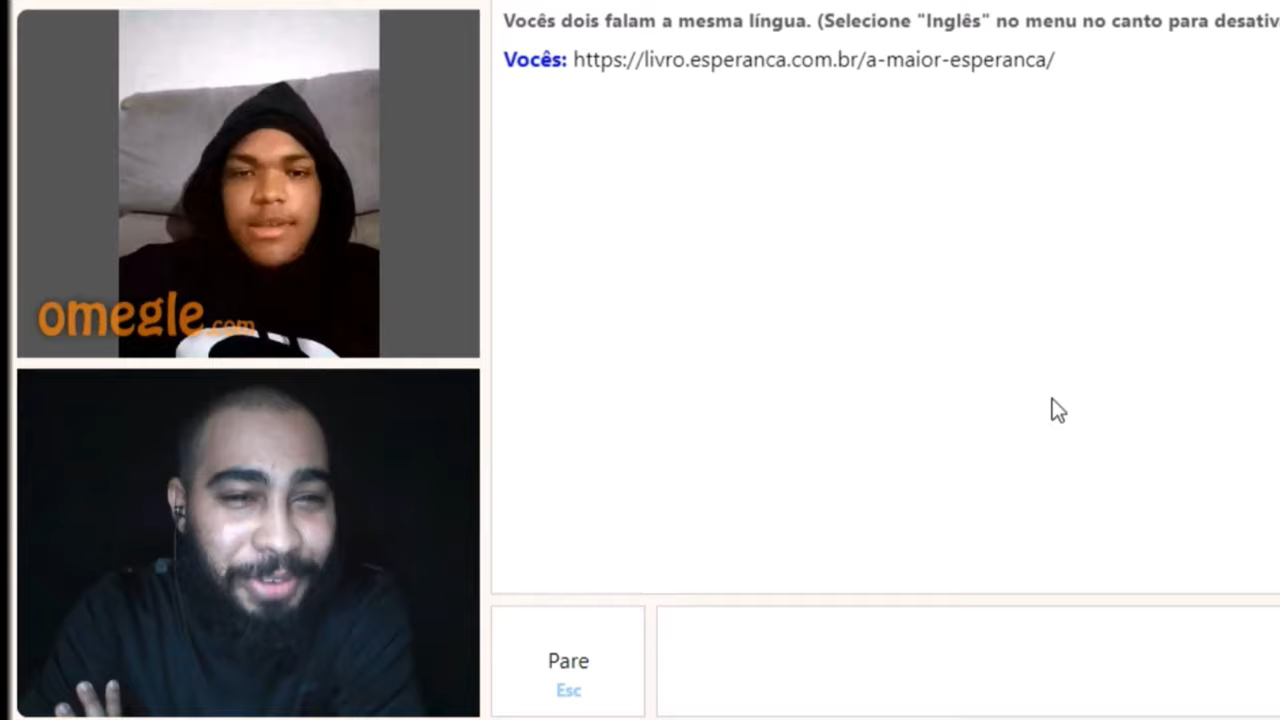 Vocês dois falam a mesma língua. (Selecione "Inglês" no menu no canto para desativ
Vocês: https://livro.esperanca.com.br/a-maior-esperanca/
omegle.com
Pare
Esc